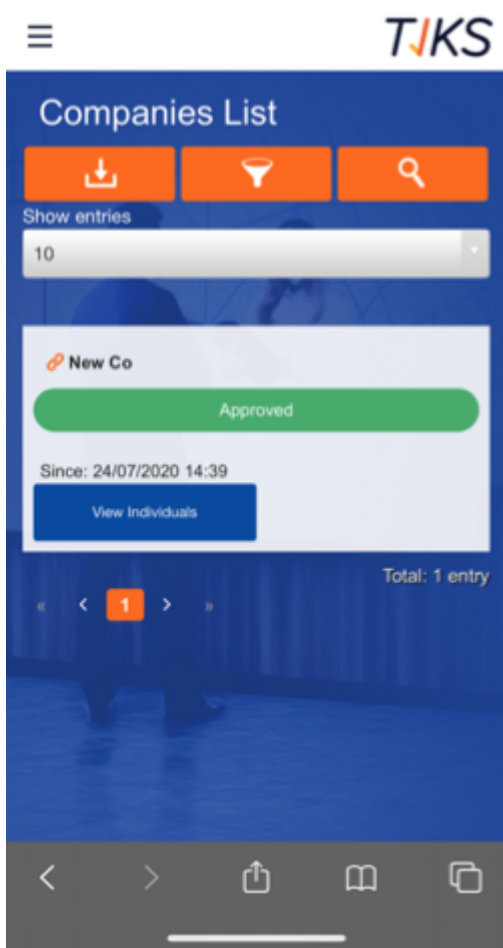 TIKS
Companies List
Show entries
10
New Co
Approved
Since: 24/07/2020 14:39
View Individuals
Total: 1 entry
« < 1 > »